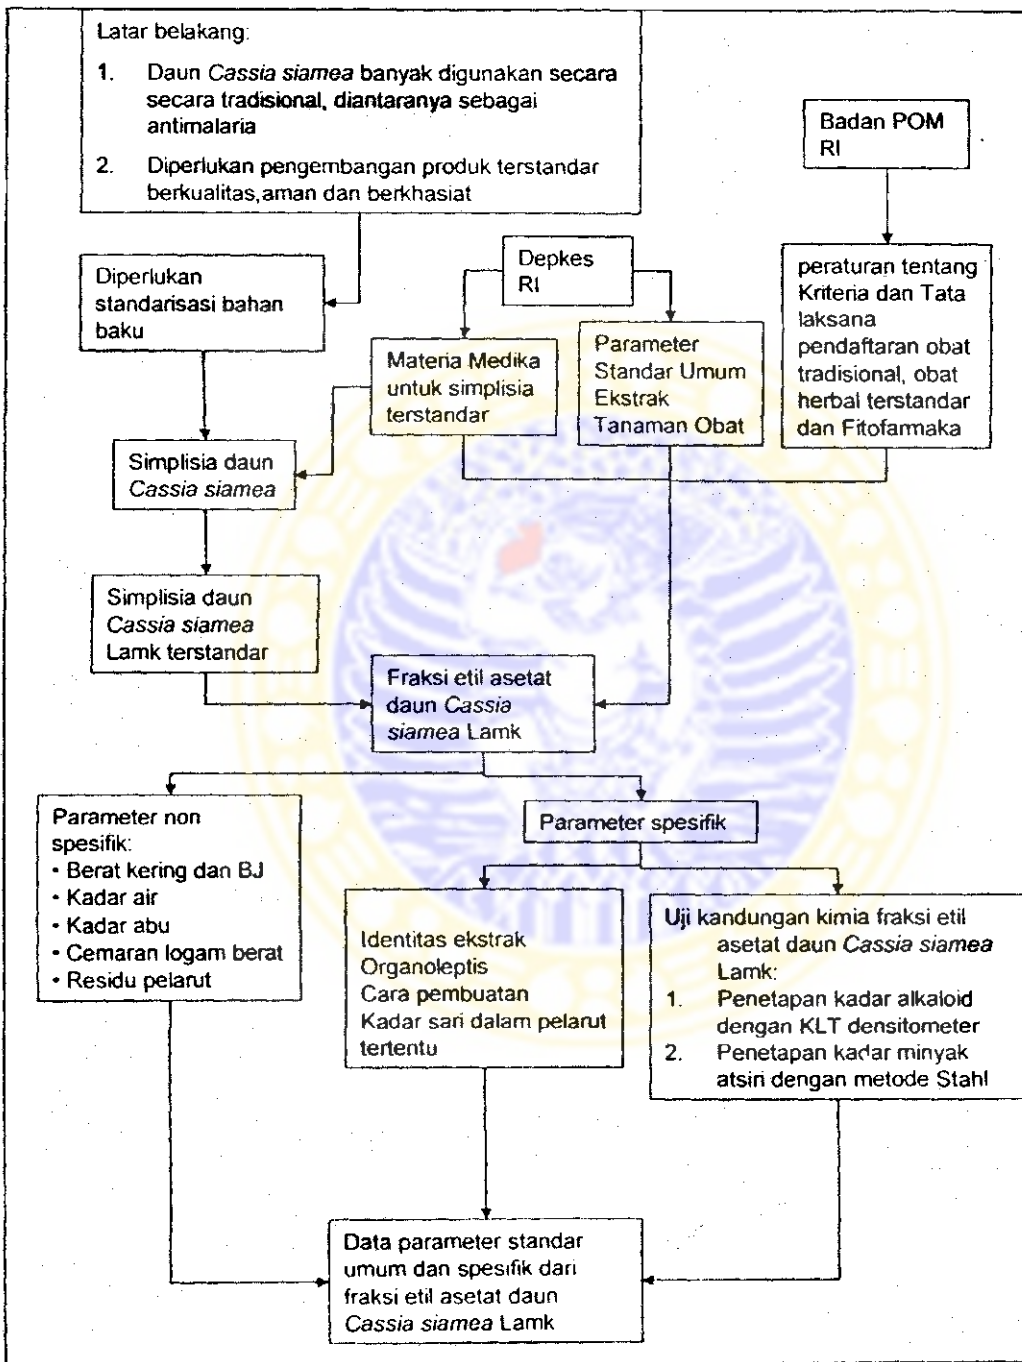 Latar belakang:
1. Daun Cassia siamea banyak digunakan secara
secara tradisional, diantaranya sebagai
antimalaria
2. Diperlukan pengembangan produk terstandar
berkualitas,aman dan berkhasiat
Badan POM
RI
Depkes
RI
Diperlukan
standarisasi bahan
baku
Materia Medika
untuk simplisia
terstandar
Parameter
Standar Umum
Ekstrak
Tanaman Obat
peraturan tentang
Kriteria dan Tata
laksana
pendaftaran obat
tradisional, obat
herbal terstandar
dan Fitofarmaka
Simplisia daun
Cassia siamea
Simplisia daun
Cassia siamea
Lamk terstandar
Fraksi etil asetat
daun Cassia
siamea Lamk
Parameter non
spesifik:
• Berat kering dan BJ
• Kadar air
• Kadar abu
• Cemaran logam berat
• Residu pelarut
Parameter spesifik
Identitas ekstrak
Organoleptis
Cara pembuatan
Kadar sari dalam pelarut
tertentu
Uji kandungan kimia fraksi etil
asetat daun Cassia siamea
Lamk:
1. Penetapan kadar alkaloid
dengan KLT densitometer
2. Penetapan kadar minyak
atsiri dengan metode Stahl
Data parameter standar
umum dan spesifik dari
fraksi etil asetat daun
Cassia siamea Lamk